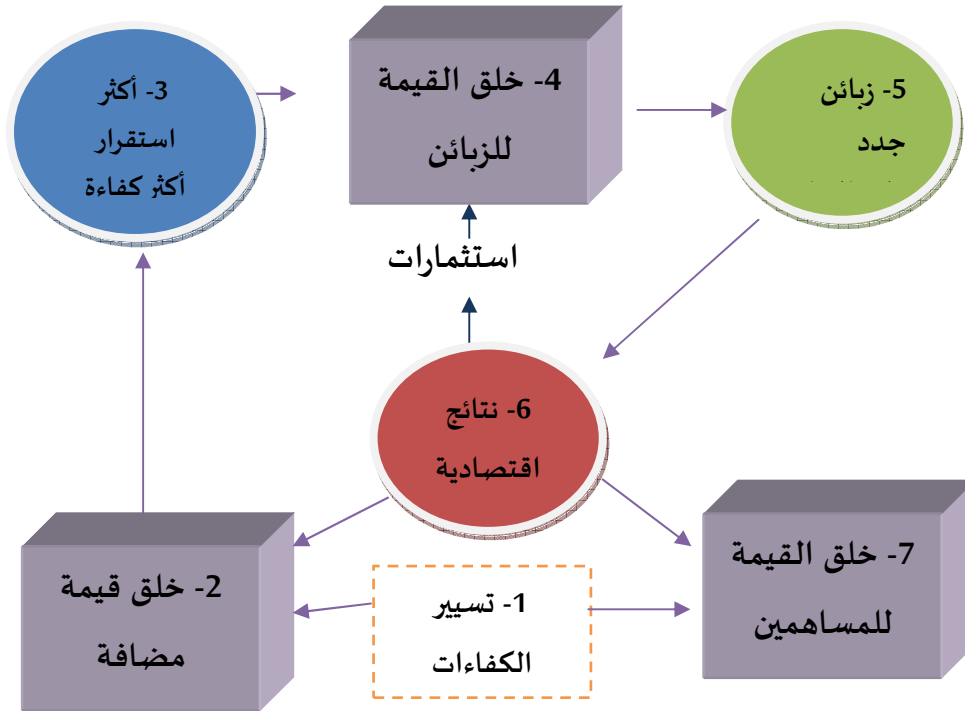 3- أكثر
استقرار
أكثر كفاءة
4- خلق القيمة
للزبائن
5- زبائن
جدد
استثمارات
6- نتائج
اقتصادية
2- خلق قيمة
مضافة
1- تسيير
الكفاءات
7- خلق القيمة
للمساهمين